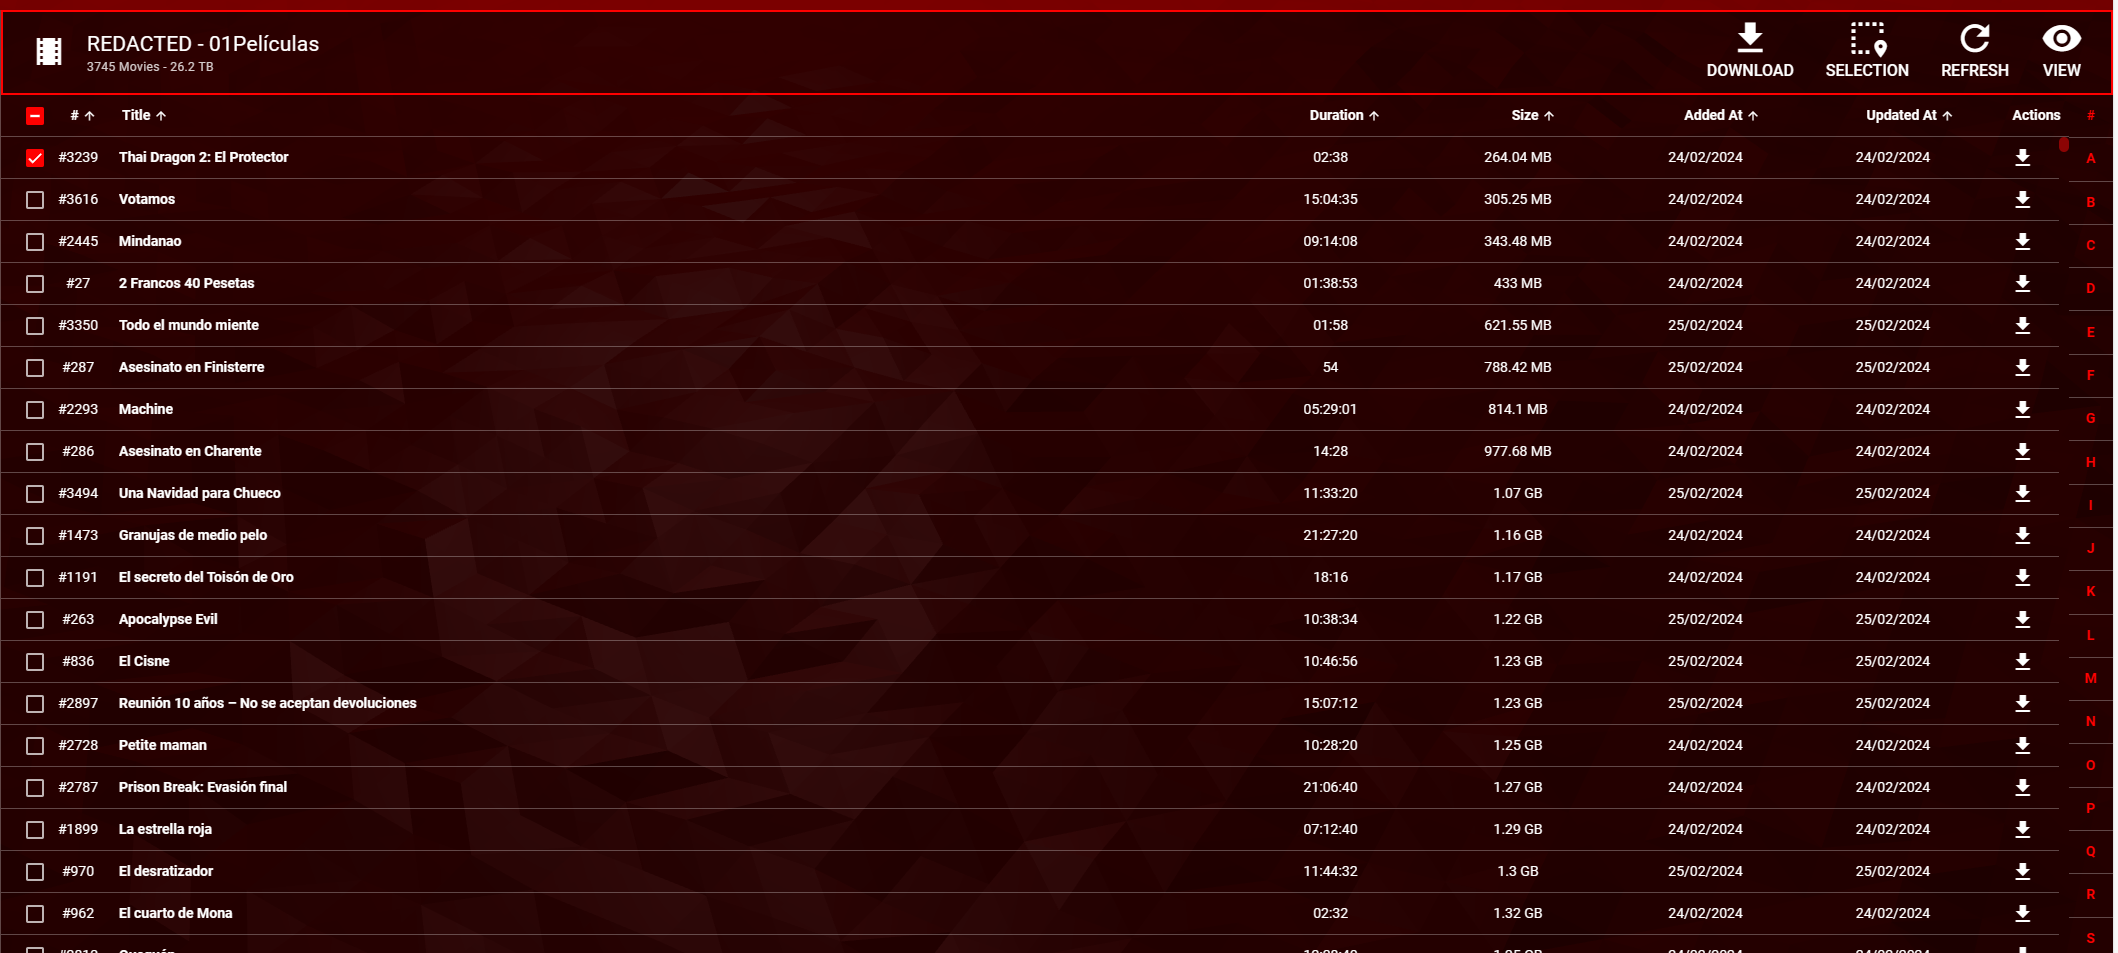 REDACTED - 01Películas
3745 Movies - 26.2 TB
DOWNLOAD SELECTION REFRESH VIEW
# Title Duration Size Added At Updated At Actions #
#3239 Thai Dragon 2: El Protector 02:38 264.04 MB 24/02/2024 24/02/2024 A
#3616 Votamos 15:04:35 305.25 MB 24/02/2024 24/02/2024 B
#2445 Mindanao 09:14:08 343.48 MB 24/02/2024 24/02/2024 C
#27 2 Francos 40 Pesetas 01:38:53 433 MB 24/02/2024 24/02/2024 D
#3350 Todo el mundo miente 01:58 621.55 MB 25/02/2024 25/02/2024 E
#287 Asesinato en Finisterre 54 788.42 MB 25/02/2024 25/02/2024 F
#2293 Machine 05:29:01 814.1 MB 24/02/2024 24/02/2024 G
#286 Asesinato en Charente 14:28 977.68 MB 24/02/2024 24/02/2024 H
#3494 Una Navidad para Chueco 11:33:20 1.07 GB 25/02/2024 25/02/2024 I
#1473 Granujas de medio pelo 21:27:20 1.16 GB 24/02/2024 24/02/2024 J
#1191 El secreto del Toisón de Oro 18:16 1.17 GB 24/02/2024 24/02/2024 K
#263 Apocalypse Evil 10:38:34 1.22 GB 25/02/2024 25/02/2024 L
#836 El Cisne 10:46:56 1.23 GB 25/02/2024 25/02/2024 M
#2897 Reunión 10 años – No se aceptan devoluciones 15:07:12 1.23 GB 25/02/2024 25/02/2024 N
#2728 Petite maman 10:28:20 1.25 GB 24/02/2024 24/02/2024 O
#2787 Prison Break: Evasión final 21:06:40 1.27 GB 24/02/2024 24/02/2024 P
#1899 La estrella roja 07:12:40 1.29 GB 24/02/2024 24/02/2024 Q
#970 El desratizador 11:44:32 1.3 GB 25/02/2024 25/02/2024 R
#962 El cuarto de Mona 02:32 1.32 GB 24/02/2024 24/02/2024 S